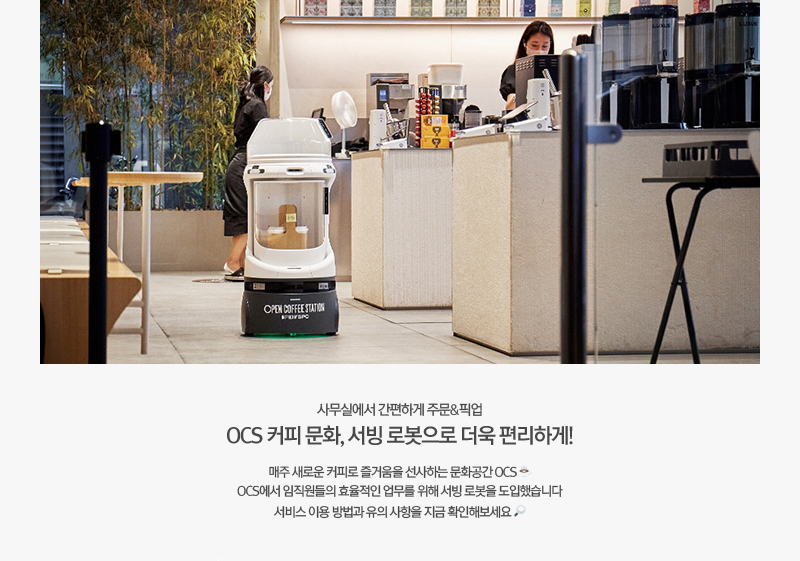 OPEN COFFEE STATION
사무실에서 간편하게 주문&픽업
OCS 커피 문화, 서빙 로봇으로 더욱 편리하게!
매주 새로운 커피로 즐거움을 선사하는 문화공간 OCS☕
OCS에서 임직원들의 효율적인 업무를 위해 서빙 로봇을 도입했습니다
서비스 이용 방법과 유의 사항을 지금 확인해보세요 🔎